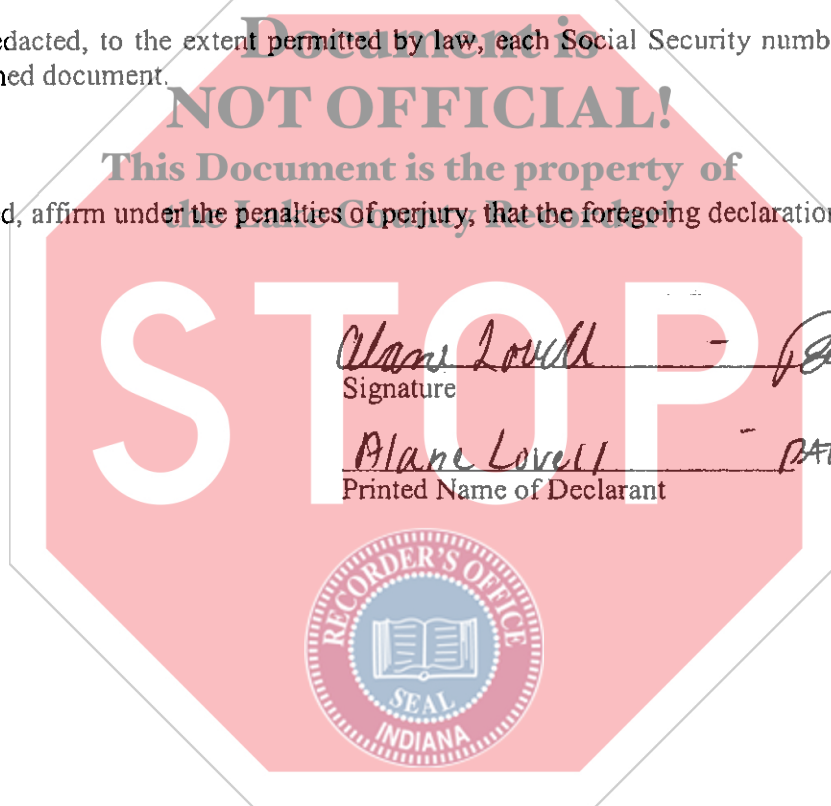 Document is
edacted, to the extent permitted by law, each Social Security numb
ned document.
NOT OFFICIAL!
This Document is the property of
the Lake County Recorder!
d, affirm under the penalties of perjury, that the foregoing declaration
STOP
Alane Lovell -
Signature
Alane Lovell - PAT
Printed Name of Declarant
RECORDER'S OFFICE
SEAL
INDIANA